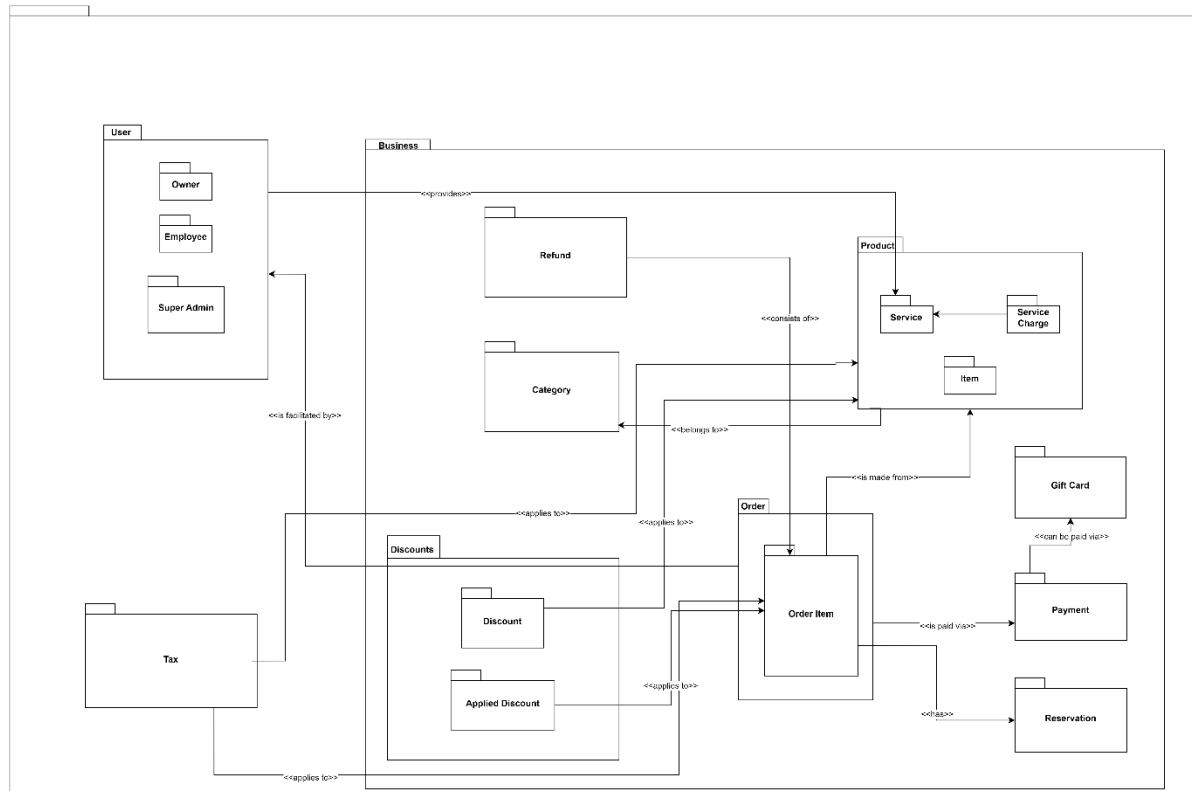 User
Business
Owner
<<provides>>
Employee
Refund
Product
Super Admin
Service
Service
Charge
<<consists of>>
Item
Category
<<is facilitated by>>
<<belongs to>>
<<is made from>>
Gift Card
Order
<<applies to>>
<<applies to>>
<<can be paid via>>
Discounts
Payment
Order Item
Discount
<<is paid via>>
Tax
<<applies to>>
Applied Discount
<<has>>
Reservation
<<applies to>>